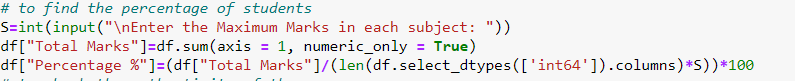 # to find the percentage of students
S=int(input("\nEnter the Maximum Marks in each subject: "))
df["Total Marks"]=df.sum(axis = 1, numeric_only = True)
df["Percentage %"]=(df["Total Marks"]/(len(df.select_dtypes(['int64']).columns)*S))*100